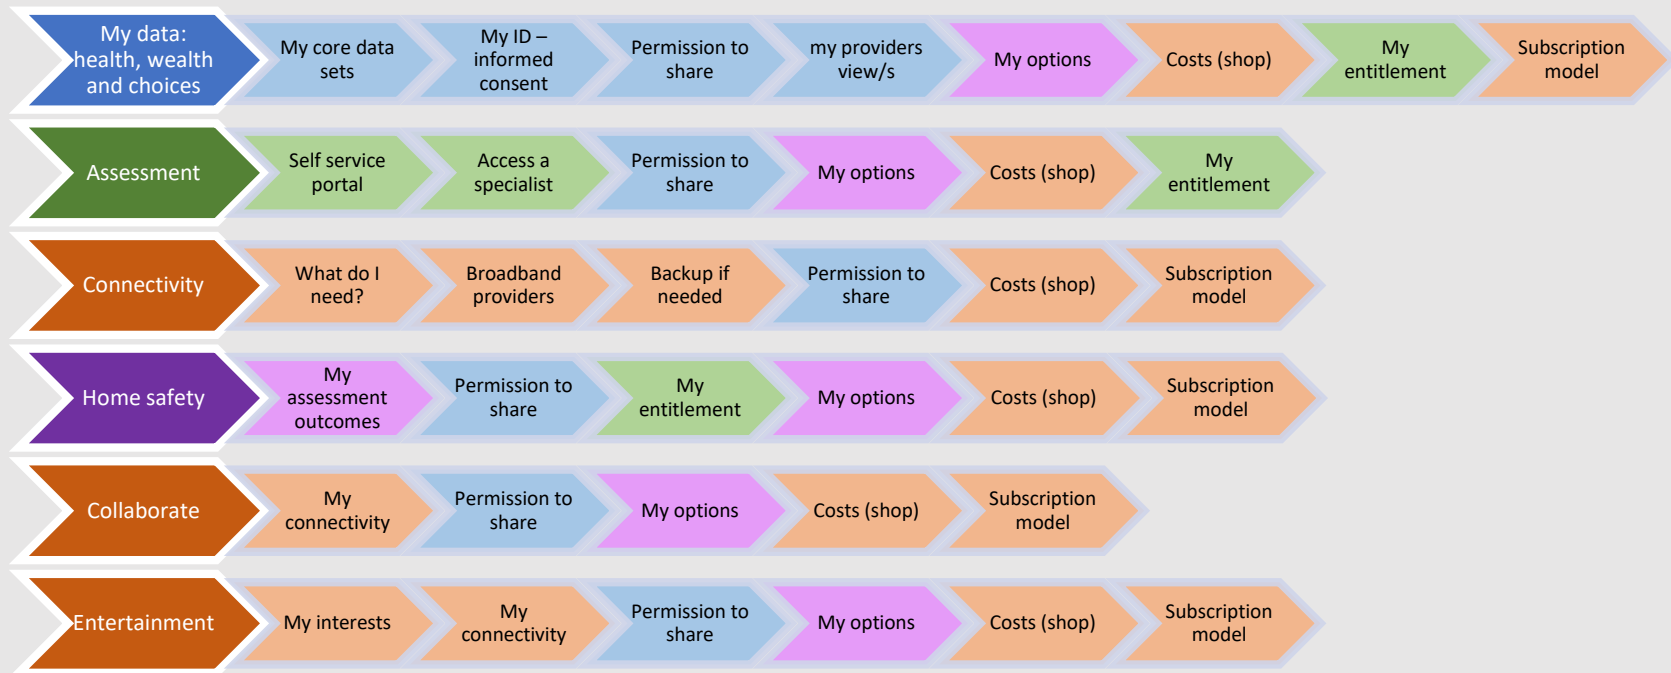 My data:
health, wealth
and choices
My core data
sets
My ID –
informed
consent
Permission to
share
my providers
view/s
My options
Costs (shop)
My
entitlement
Subscription
model
Assessment
Self service
portal
Access a
specialist
Permission to
share
My options
Costs (shop)
My
entitlement
Connectivity
What do I
need?
Broadband
providers
Backup if
needed
Permission to
share
Costs (shop)
Subscription
model
Home safety
My
assessment
outcomes
Permission to
share
My
entitlement
My options
Costs (shop)
Subscription
model
Collaborate
My
connectivity
Permission to
share
My options
Costs (shop)
Subscription
model
Entertainment
My interests
My
connectivity
Permission to
share
My options
Costs (shop)
Subscription
model